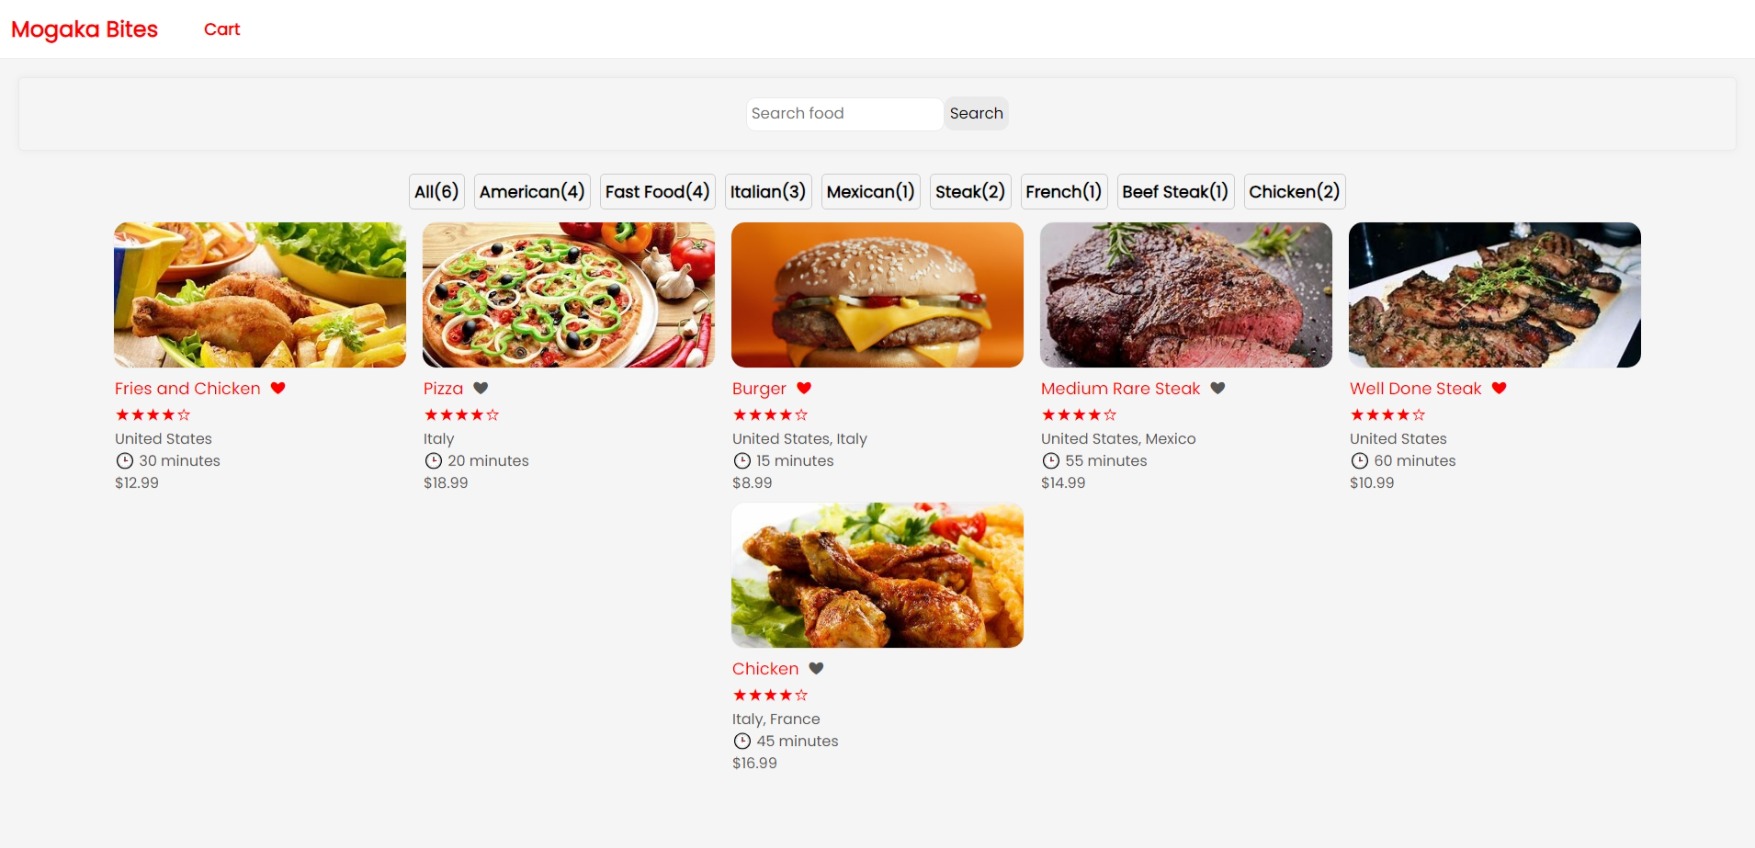 Mogaka Bites Cart
Search food Search
All(6) American(4) Fast Food(4) Italian(3) Mexican(1) Steak(2) French(1) Beef Steak(1) Chicken(2)
Fries and Chicken
★★★★☆
United States
30 minutes
$12.99
Pizza
★★★★☆
Italy
20 minutes
$18.99
Burger
★★★★☆
United States, Italy
15 minutes
$8.99
Medium Rare Steak
★★★★☆
United States, Mexico
55 minutes
$14.99
Well Done Steak
★★★★☆
United States
60 minutes
$10.99
Chicken
★★★★☆
Italy, France
45 minutes
$16.99